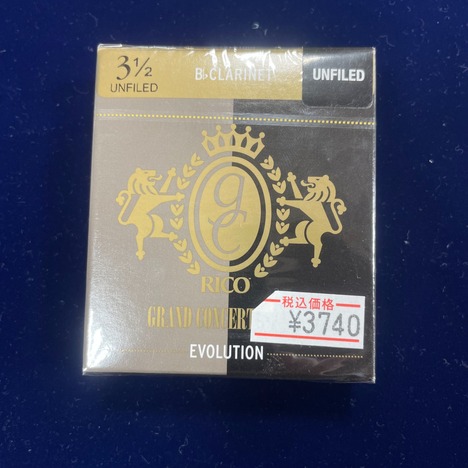 3½
UNFILED
B♭ CLARINET
UNFILED
gc
RICO
GRAND CONCERT
税込価格
¥3740
EVOLUTION